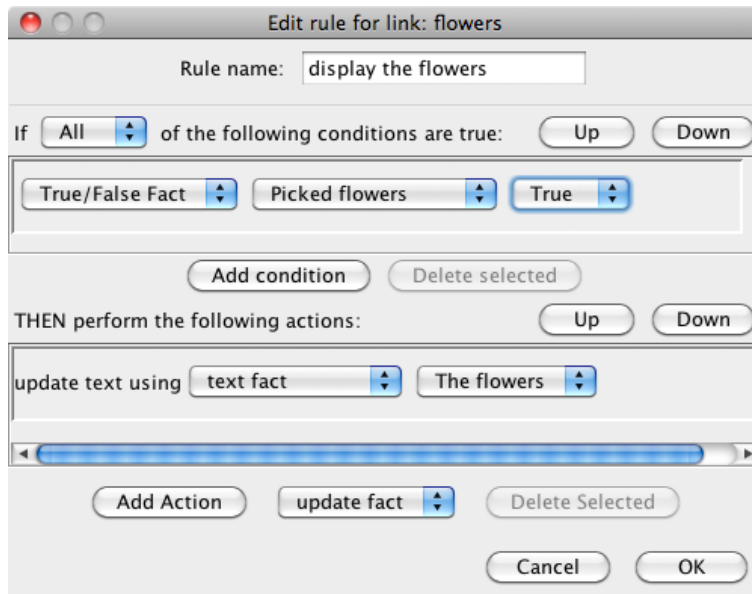 Edit rule for link: flowers
Rule name: display the flowers
If All of the following conditions are true: Up Down
True/False Fact Picked flowers True
Add condition Delete selected
THEN perform the following actions: Up Down
update text using text fact The flowers
Add Action update fact Delete Selected
Cancel OK